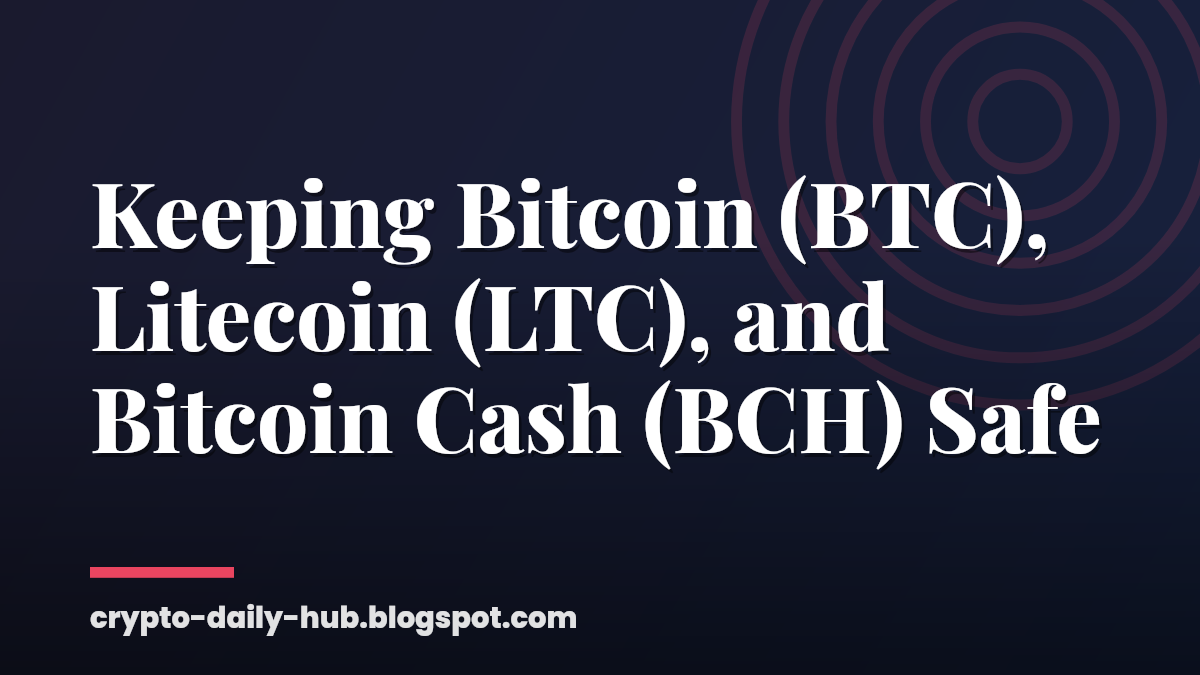 Keeping Bitcoin (BTC),
Litecoin (LTC), and
Bitcoin Cash (BCH) Safe
crypto-daily-hub.blogspot.com